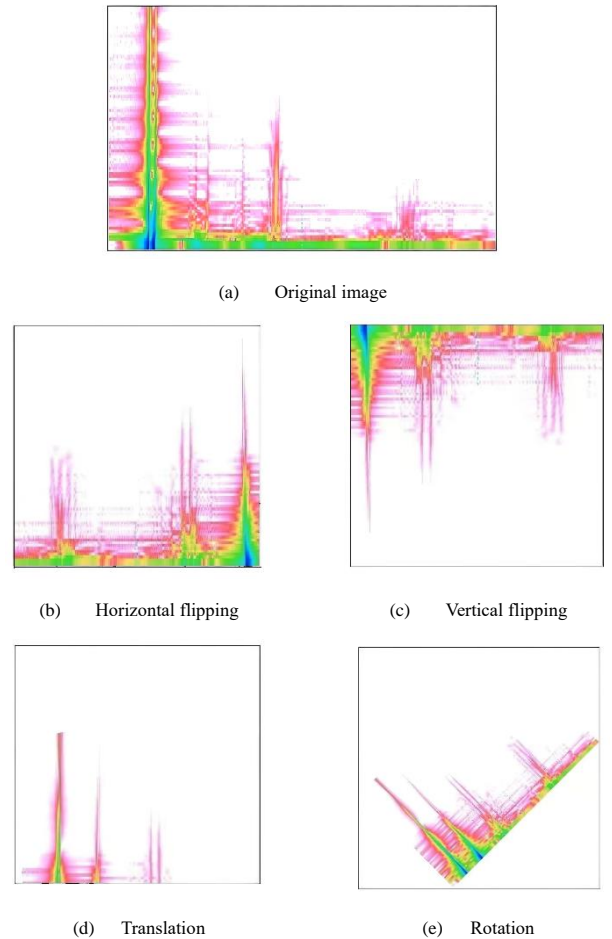 (a) Original image
(b) Horizontal flipping
(c) Vertical flipping
(d) Translation
(e) Rotation